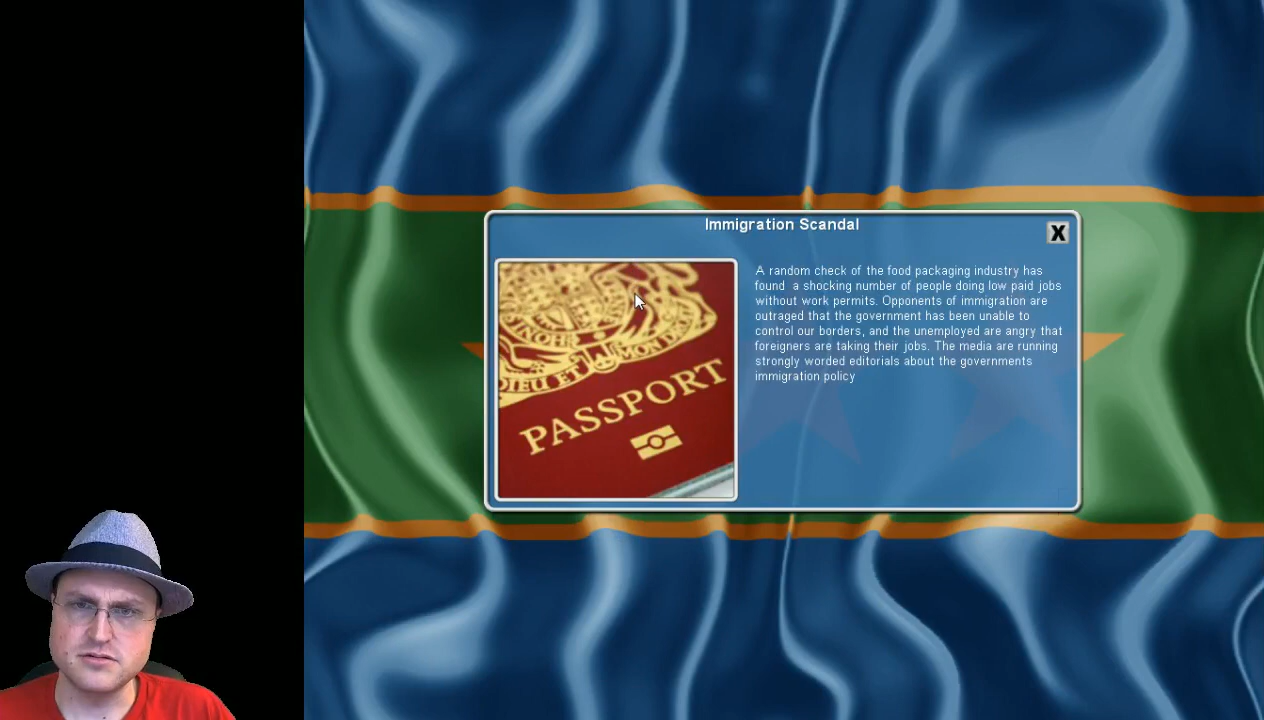 Immigration Scandal
X
A random check of the food packaging industry has
found a shocking number of people doing low paid jobs
without work permits. Opponents of immigration are
outraged that the government has been unable to
control our borders, and the unemployed are angry that
foreigners are taking their jobs. The media are running
strongly worded editorials about the governments
immigration policy
DIEU ET MON D
PASSPORT